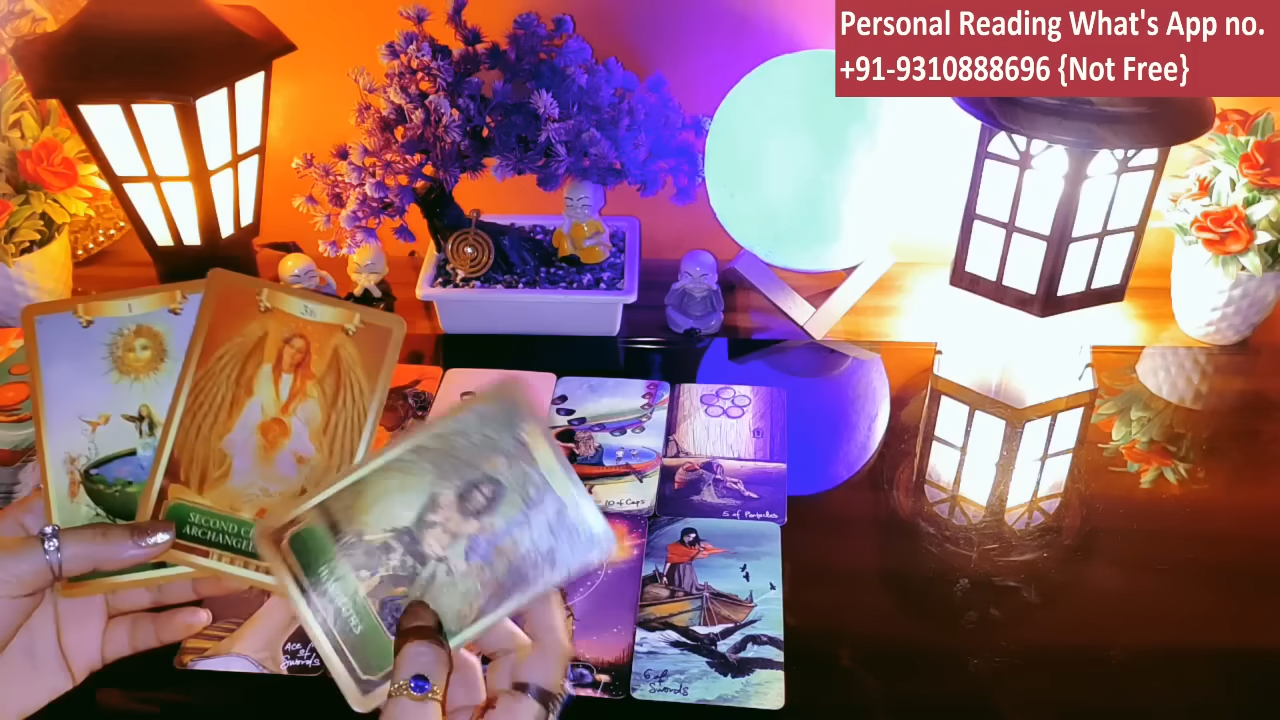 Personal Reading What's App no.
+91-9310888696 {Not Free}
1
SECOND
ARCHANGEL
10 of Cups
5 of Pentacles
Ace
of
Swords
6 of
Swords